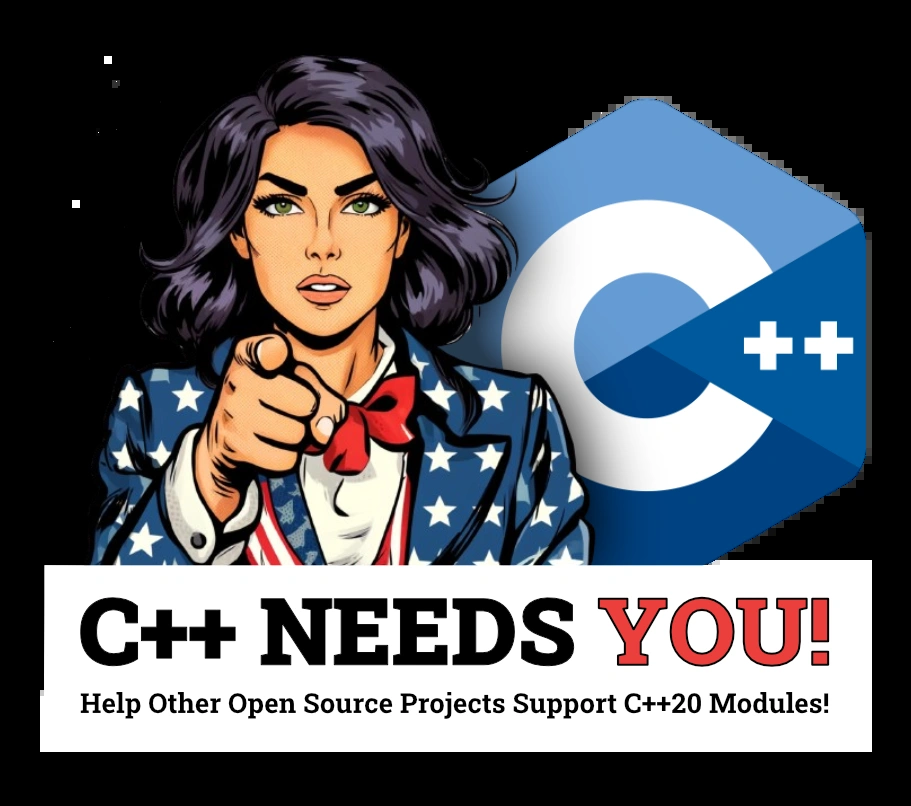 C++
C++ NEEDS YOU!
Help Other Open Source Projects Support C++20 Modules!